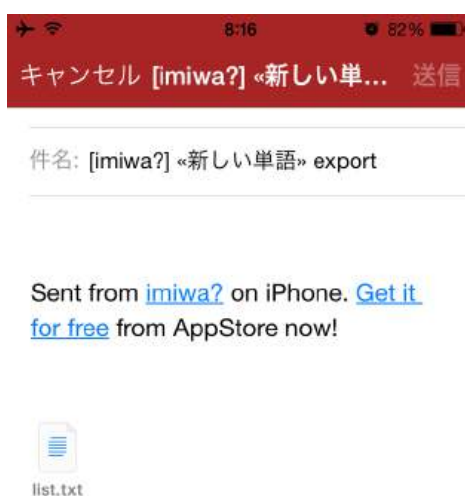 8:16
82%
キャンセル [imiwa?] «新しい単... 送信
件名: [imiwa?] «新しい単語» export
Sent from imiwa? on iPhone. Get it
for free from AppStore now!
list.txt